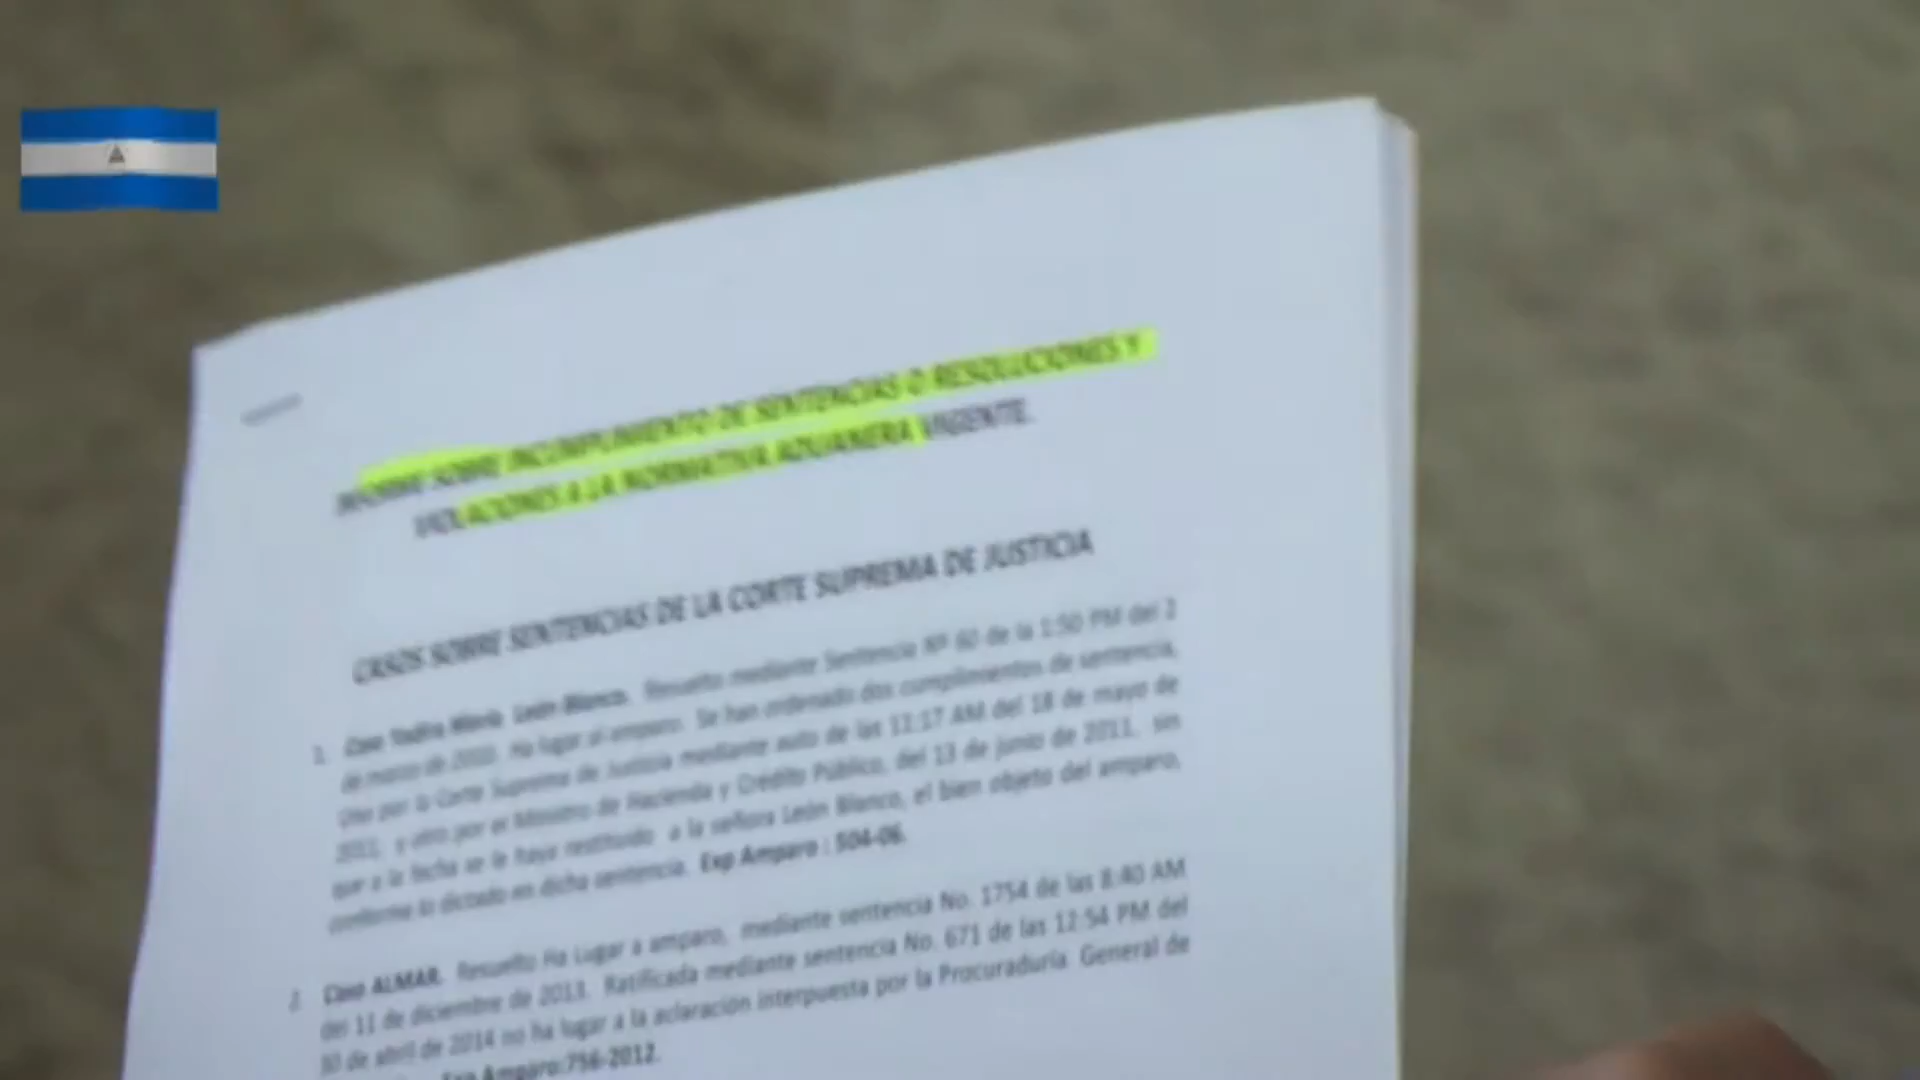 INFORME SOBRE INCUMPLIMIENTO DE SENTENCIAS O RESOLUCIONES Y
VIOLACIONES A LA NORMATIVA ADUANERA VIGENTE.
CASOS SOBRE SENTENCIAS DE LA CORTE SUPREMA DE JUSTICIA
1. Caso María León Blanco. Resuelto mediante Sentencia Nº 60 de la 1:50 PM del 2
de marzo de 2010. Ha lugar al amparo. Se han ordenado dos cumplimientos de sentencia,
Uno por la Corte Suprema de Justicia mediante auto de las 11:17 AM del 18 de mayo de
2011, y otro por el Ministro de Hacienda y Crédito Público, del 13 de junio de 2011, sin
que a la fecha se le haya restituido a la señora León Blanco, el bien objeto del amparo,
conforme lo dictado en dicha sentencia. Exp Amparo : 504-06.
2. Caso ALMAR. Resuelto Ha Lugar a amparo, mediante sentencia No. 1754 de las 8:40 AM
del 11 de diciembre de 2013. Ratificada mediante sentencia No. 671 de las 12:54 PM del
30 de abril de 2014 no ha lugar a la aclaración interpuesta por la Procuraduría General de
Exp Amparo:756-2012.